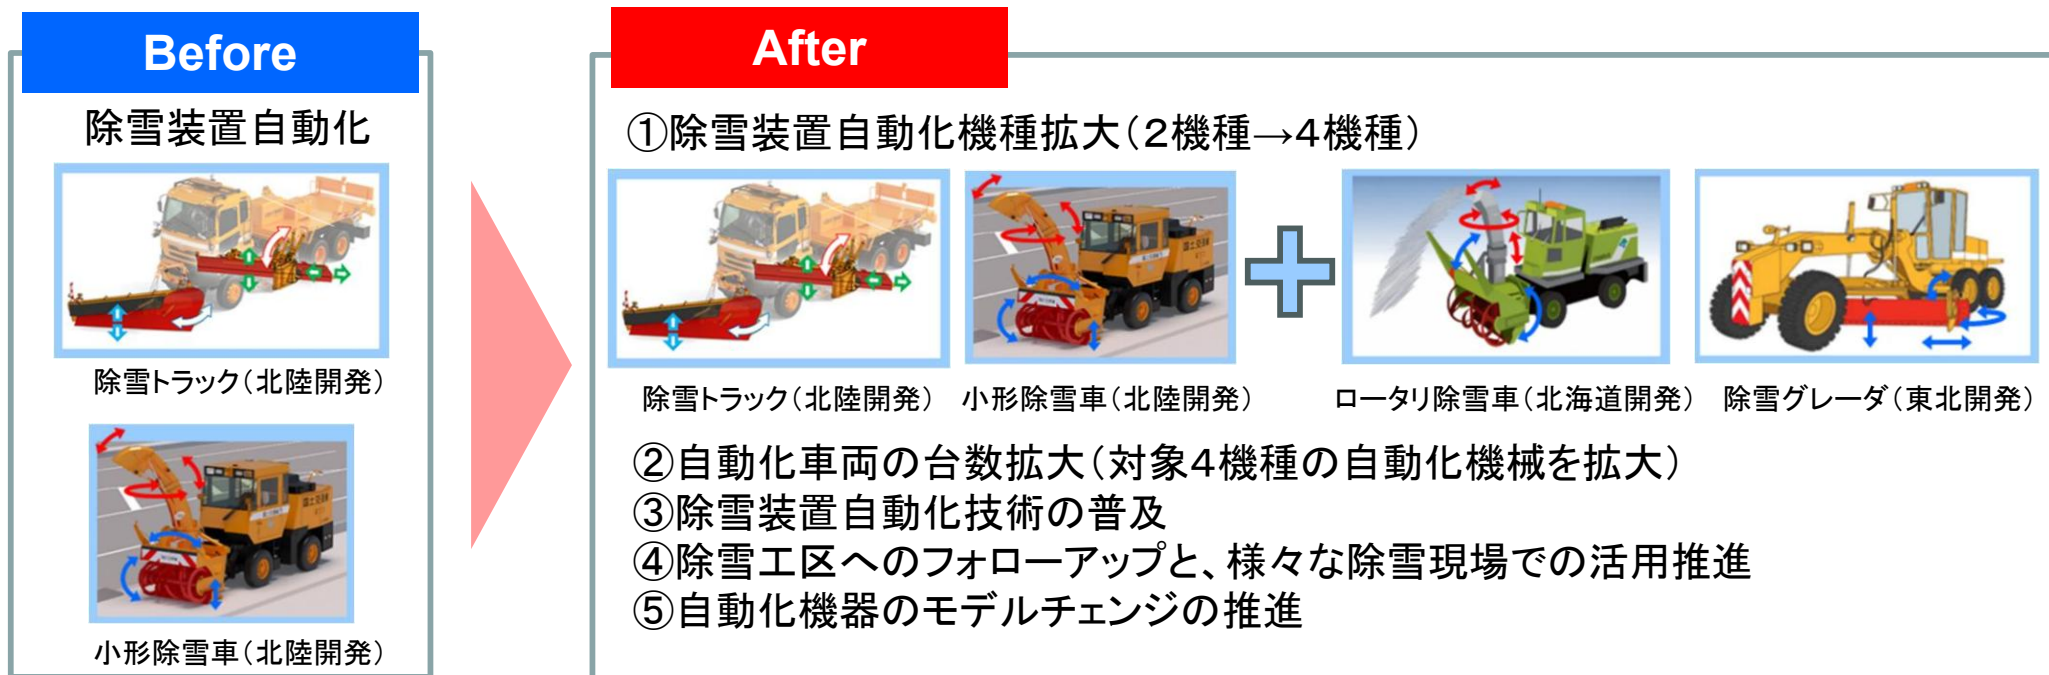 Before
除雪装置自動化
除雪トラック（北陸開発）
小形除雪車（北陸開発）
After
①除雪装置自動化機種拡大（2機種→4機種）
除雪トラック（北陸開発）
小形除雪車（北陸開発）
ロータリ除雪車（北海道開発）
除雪グレーダ（東北開発）
②自動化車両の台数拡大（対象4機種の自動化機械を拡大）
③除雪装置自動化技術の普及
④除雪工区へのフォローアップと、様々な除雪現場での活用推進
⑤自動化機器のモデルチェンジの推進